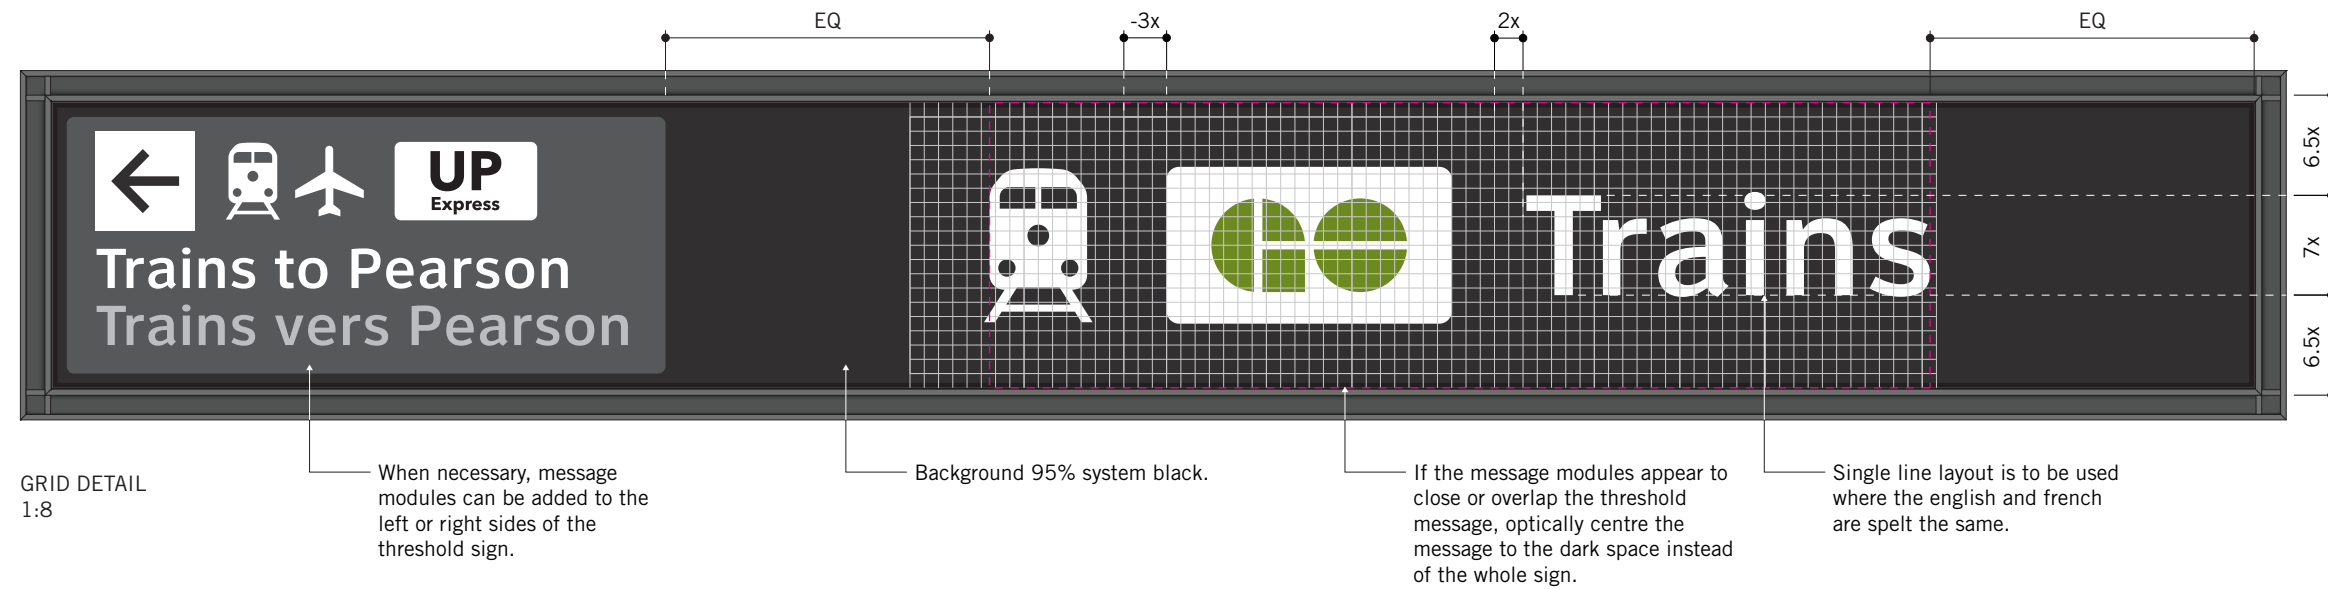 EQ
-3x
2x
EQ
UP
Express
Trains to Pearson
Trains vers Pearson
GO
Trains
6.5x
7x
6.5x
GRID DETAIL
1:8
When necessary, message
modules can be added to the
left or right sides of the
threshold sign.
Background 95% system black.
If the message modules appear to
close or overlap the threshold
message, optically centre the
message to the dark space instead
of the whole sign.
Single line layout is to be used
where the english and french
are spelt the same.